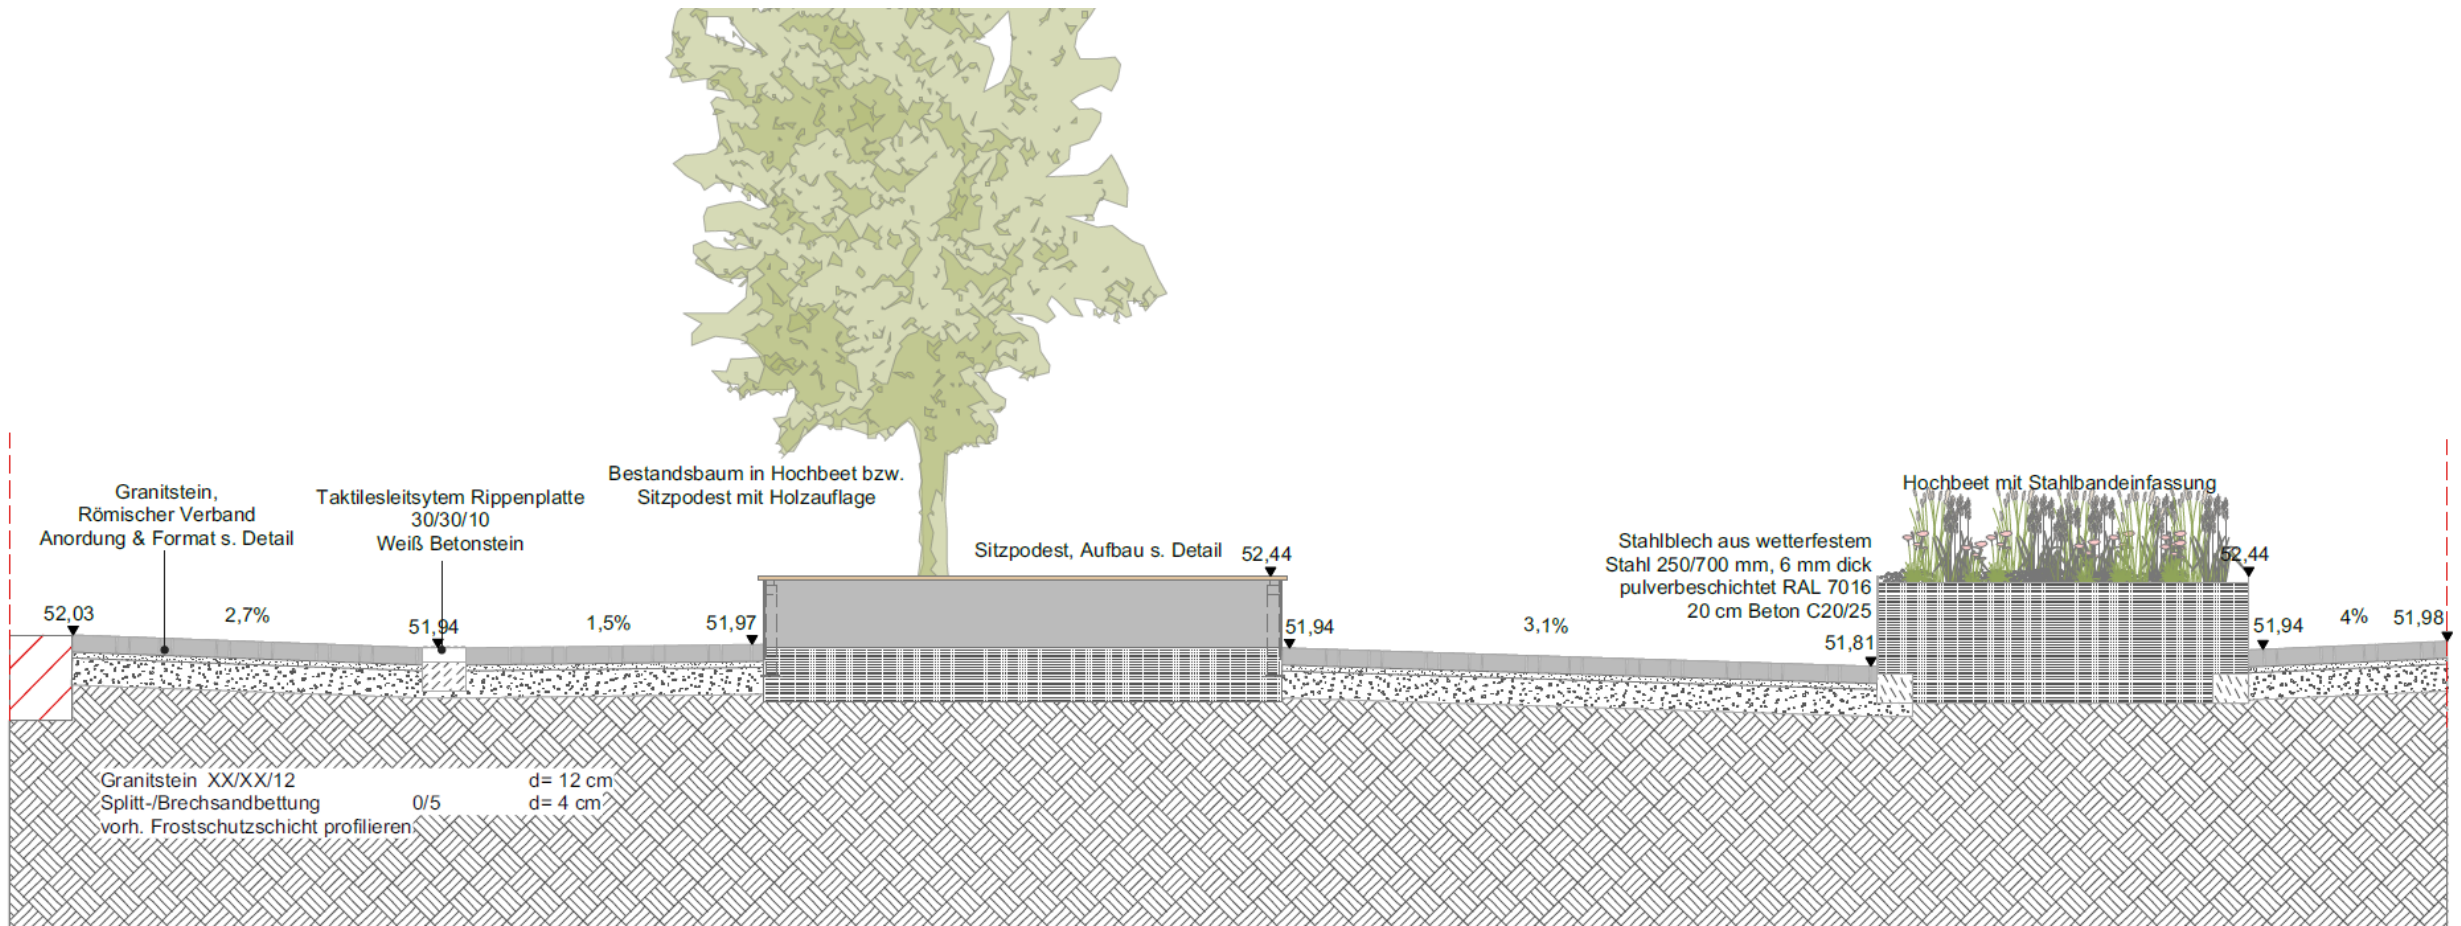 Granitstein,
Römischer Verband
Anordung & Format s. Detail
Taktilesleitsytem Rippenplatte
30/30/10
Weiß Betonstein
Bestandsbaum in Hochbeet bzw.
Sitzpodest mit Holzauflage
Sitzpodest, Aufbau s. Detail
52,44
Hochbeet mit Stahlbandeinfassung
Stahlblech aus wetterfestem
Stahl 250/700 mm, 6 mm dick
pulverbeschichtet RAL 7016
20 cm Beton C20/25
52,44
52,03
2,7%
51,94
1,5%
51,97
51,94
3,1%
51,81
51,94
4%
51,98
Granitstein XX/XX/12 d= 12 cm
Splitt-/Brechsandbettung 0/5 d= 4 cm
vorh. Frostschutzschicht profilieren